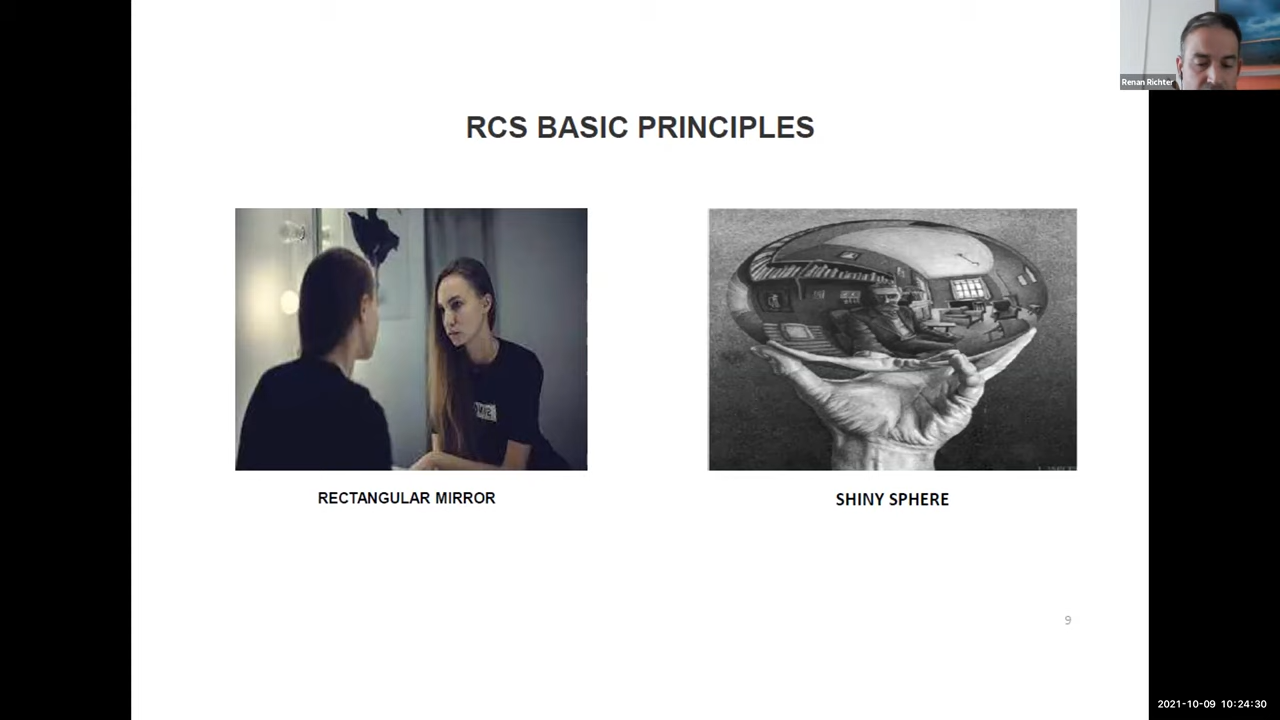 Renan Richter
RCS BASIC PRINCIPLES
RECTANGULAR MIRROR
SHINY SPHERE
9
2021-10-09 10:24:30